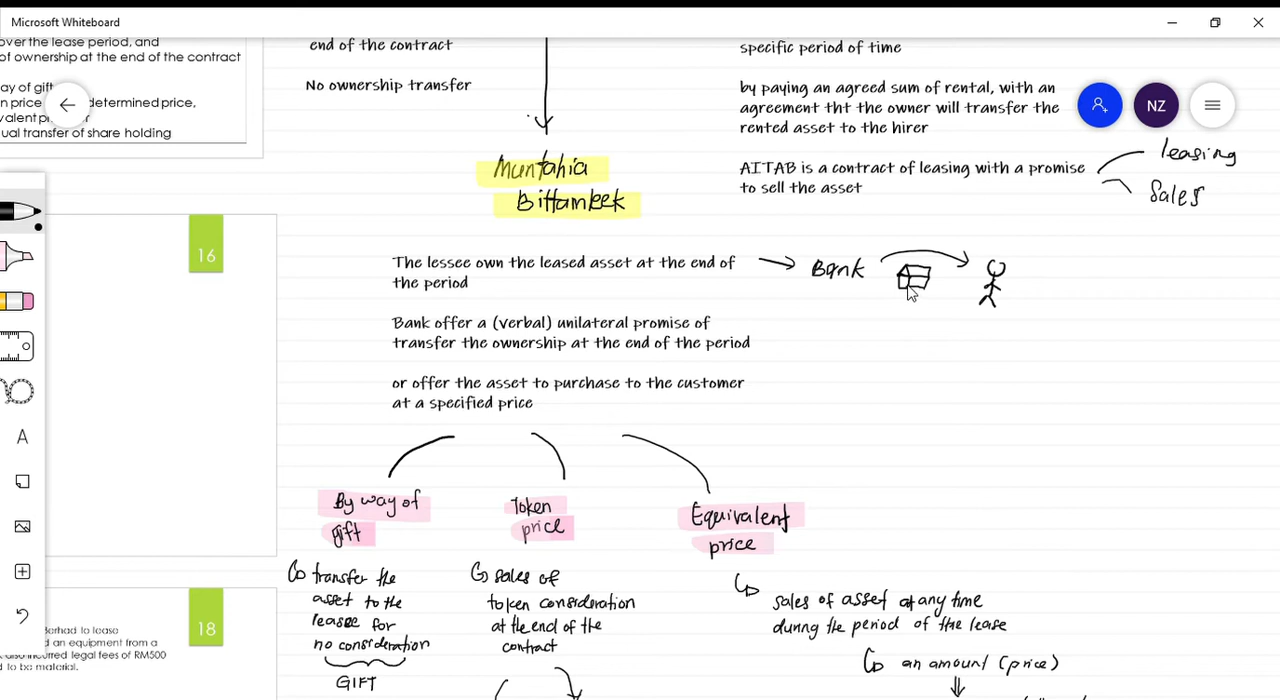 Microsoft Whiteboard
over the lease period, and
of ownership at the end of the contract
ay of gift
n price
determined price,
valent pr
ual transfer of share holding
end of the contract
No ownership transfer
specific period of time
by paying an agreed sum of rental, with an
agreement tht the owner will transfer the
rented asset to the hirer
AITAB is a contract of leasing with a promise
to sell the asset
leasing
Sales
NZ
Muntahia
Bittamleek
16
The lessee own the leased asset at the end of
the period
Bank
Bank offer a (verbal) unilateral promise of
transfer the ownership at the end of the period
or offer the asset to purchase to the customer
at a specified price
By way of
gift
Token
price
Equivalent
price
transfer the
asset to the
leasee for
no consideration
GIFT
sales of
token consideration
at the end of the
contract
sales of asset at any time
during the period of the lease
an amount (price)
A
18
Berhad to lease
d an equipment from a
also incurred legal fees of RM500
d to be material.